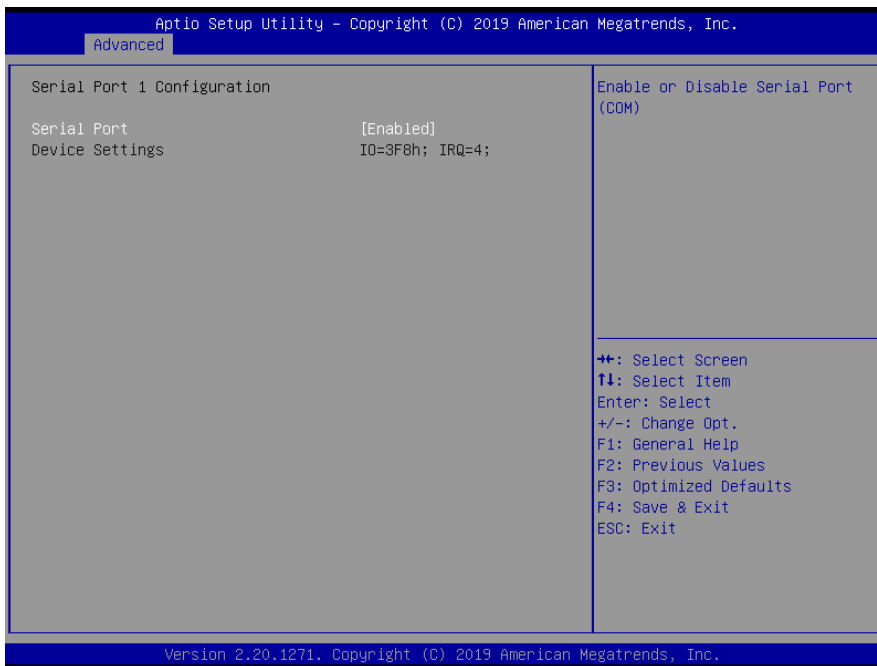 Aptio Setup Utility – Copyright (C) 2019 American Megatrends, Inc.
Advanced
Serial Port 1 Configuration
Serial Port [Enabled]
Device Settings IO=3F8h; IRQ=4;
Enable or Disable Serial Port
(COM)
→←: Select Screen
↑↓: Select Item
Enter: Select
+/-: Change Opt.
F1: General Help
F2: Previous Values
F3: Optimized Defaults
F4: Save & Exit
ESC: Exit
Version 2.20.1271. Copyright (C) 2019 American Megatrends, Inc.